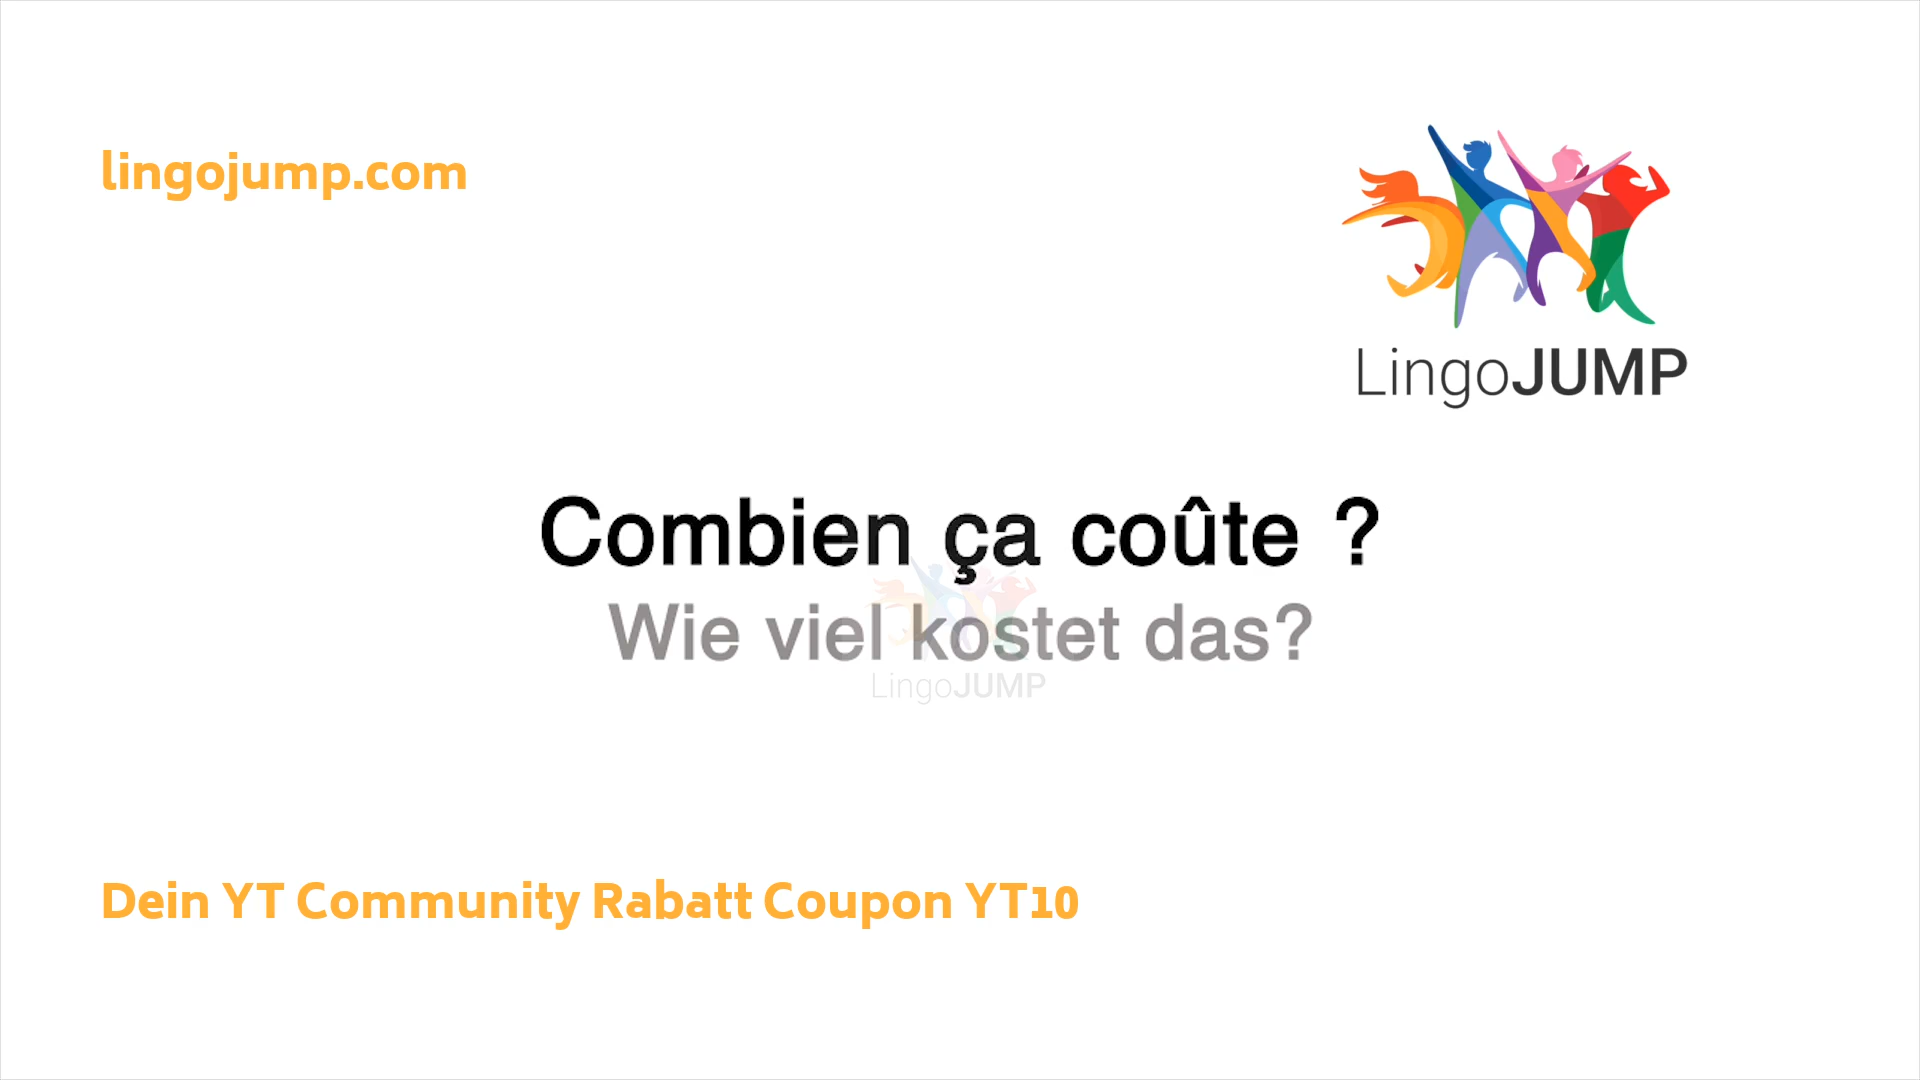 lingojump.com
LingoJUMP
Combien ça coûte ?
Wie viel kostet das?
LingoJUMP
Dein YT Community Rabatt Coupon YT10